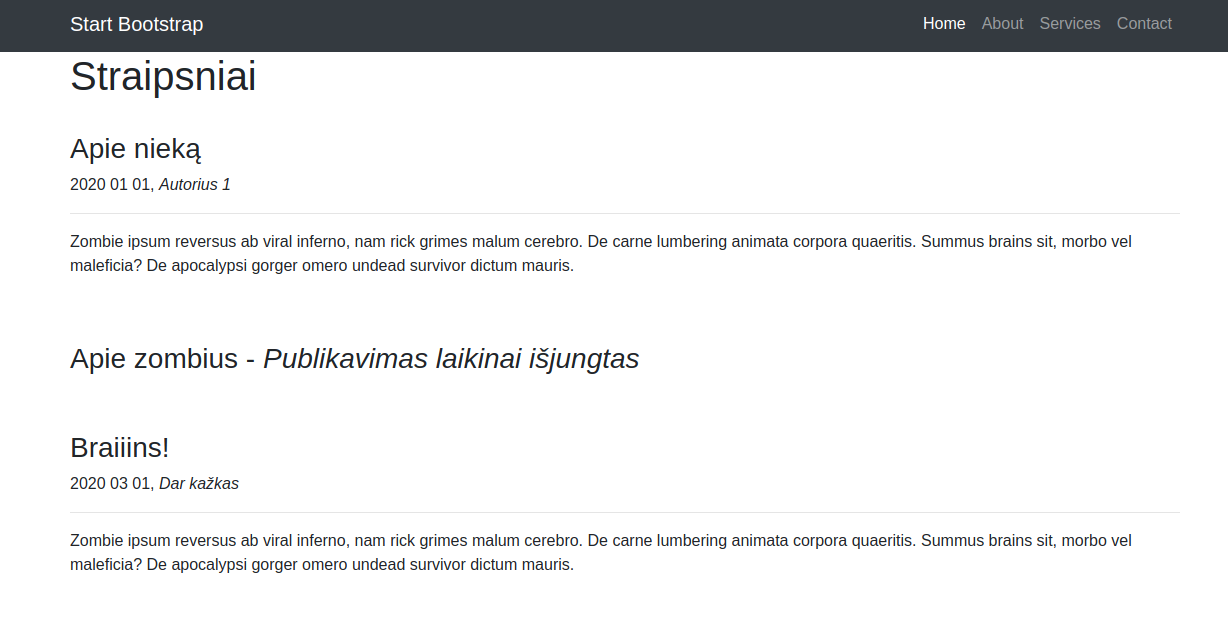 Start Bootstrap
Home About Services Contact
Straipsniai
Apie nieką
2020 01 01, Autorius 1
Zombie ipsum reversus ab viral inferno, nam rick grimes malum cerebro. De carne lumbering animata corpora quaeritis. Summus brains sit, morbo vel
maleficia? De apocalypsi gorger omero undead survivor dictum mauris.
Apie zombius - Publikavimas laikinai išjungtas
Braiiins!
2020 03 01, Dar kažkas
Zombie ipsum reversus ab viral inferno, nam rick grimes malum cerebro. De carne lumbering animata corpora quaeritis. Summus brains sit, morbo vel
maleficia? De apocalypsi gorger omero undead survivor dictum mauris.